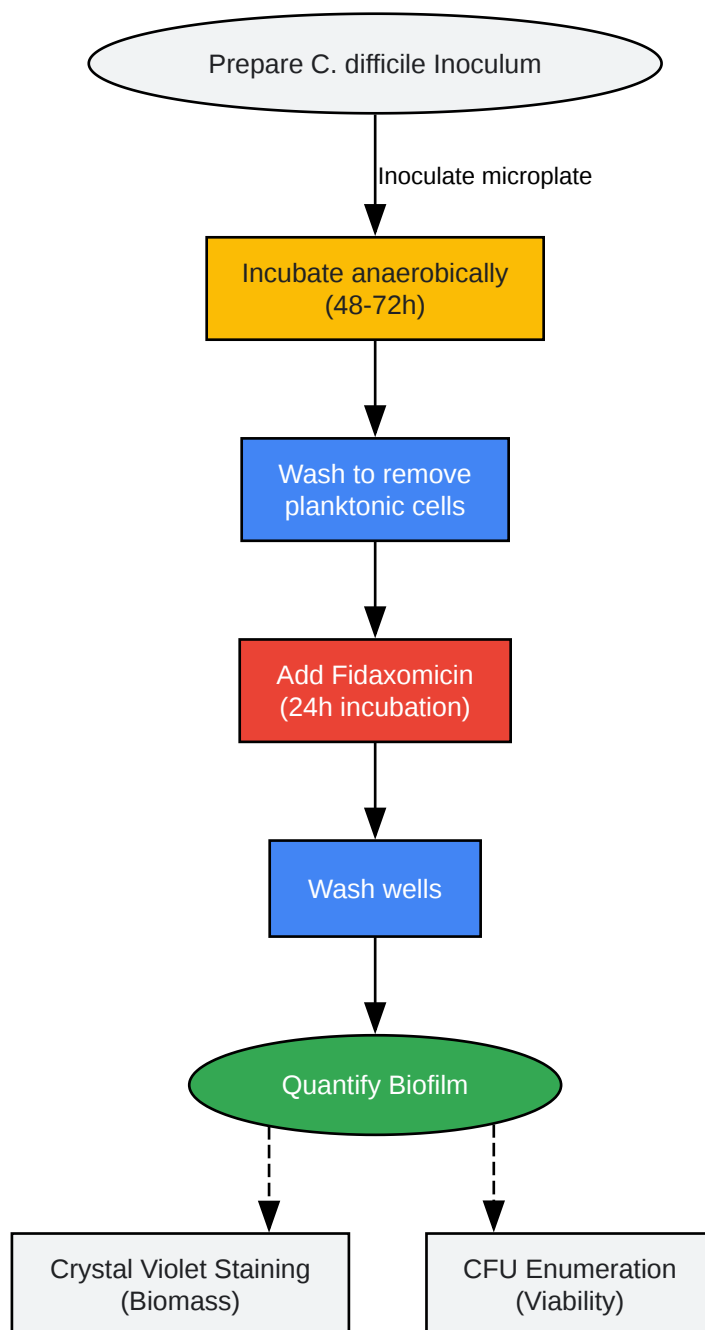 Prepare C. difficile Inoculum
Inoculate microplate
Incubate anaerobically
(48-72h)
Wash to remove
planktonic cells
Add Fidaxomicin
(24h incubation)
Wash wells
Quantify Biofilm
Crystal Violet Staining
(Biomass)
CFU Enumeration
(Viability)